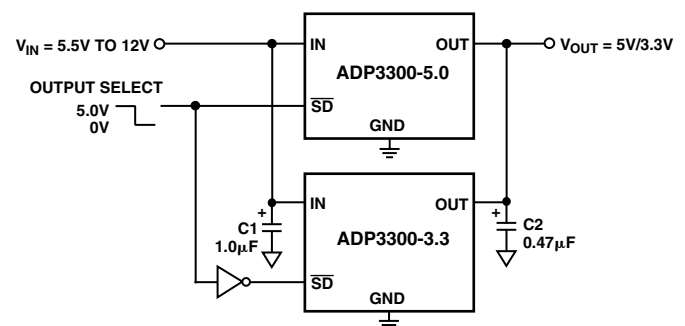 V_IN = 5.5V TO 12V
IN
OUT
V_OUT = 5V/3.3V
ADP3300-5.0
OUTPUT SELECT
5.0V
0V
SD
GND
IN
OUT
C1
+
1.0µF
ADP3300-3.3
+
C2
0.47µF
SD
GND